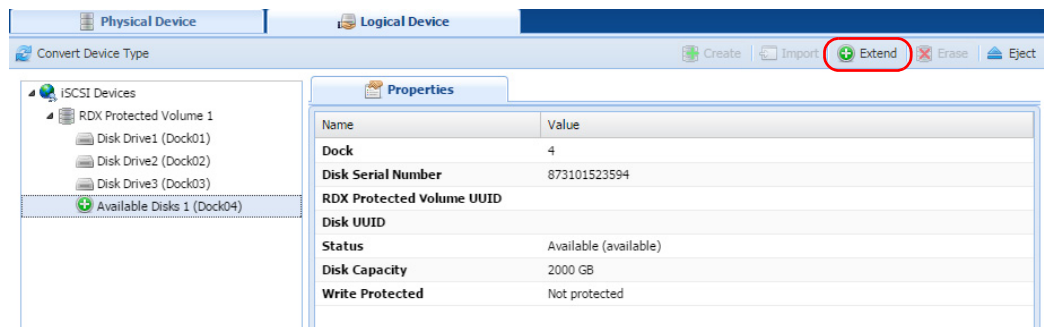 Physical Device Logical Device
Convert Device Type Create Import Extend Erase Eject
iSCSI Devices
RDX Protected Volume 1
Disk Drive1 (Dock01)
Disk Drive2 (Dock02)
Disk Drive3 (Dock03)
Available Disks 1 (Dock04)
Properties
Name Value
Dock 4
Disk Serial Number 873101523594
RDX Protected Volume UUID
Disk UUID
Status Available (available)
Disk Capacity 2000 GB
Write Protected Not protected